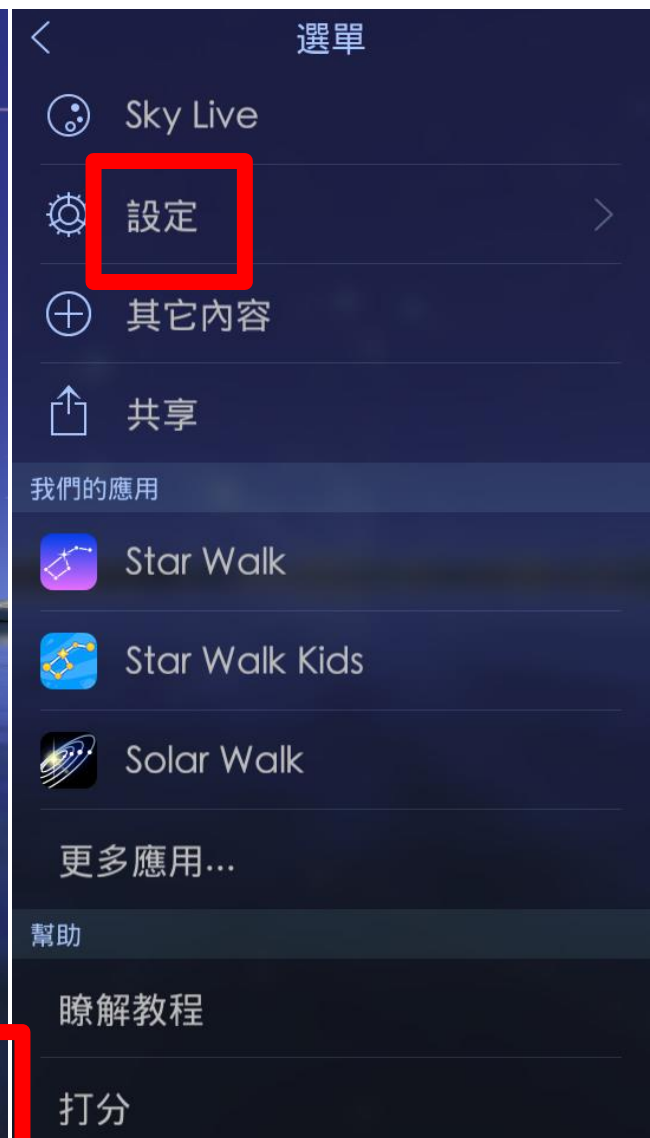 選單
Sky Live
設定
其它內容
共享
我們的應用
Star Walk
Star Walk Kids
Solar Walk
更多應用...
幫助
瞭解教程
打分